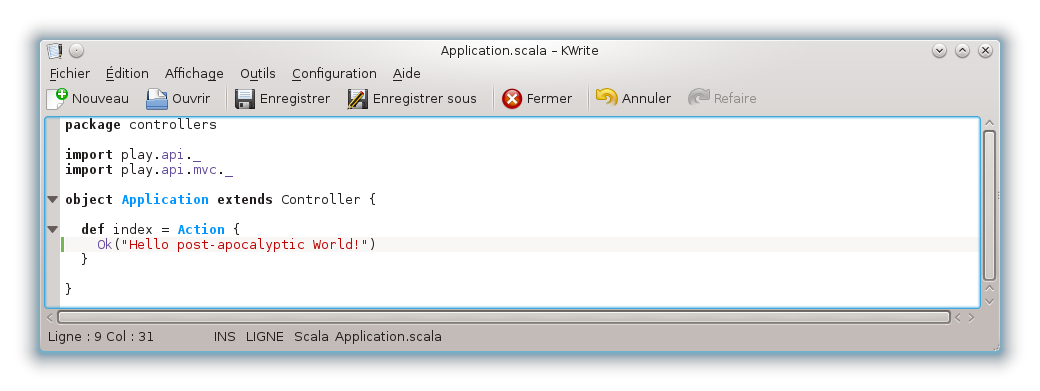 Application.scala – KWrite
Fichier Édition Affichage Outils Configuration Aide
Nouveau Ouvrir Enregistrer Enregistrer sous Fermer Annuler Refaire
package controllers
import play.api._
import play.api.mvc._
object Application extends Controller {
  def index = Action {
    Ok("Hello post-apocalyptic World!")
  }
}
Ligne : 9 Col : 31 INS LIGNE Scala Application.scala